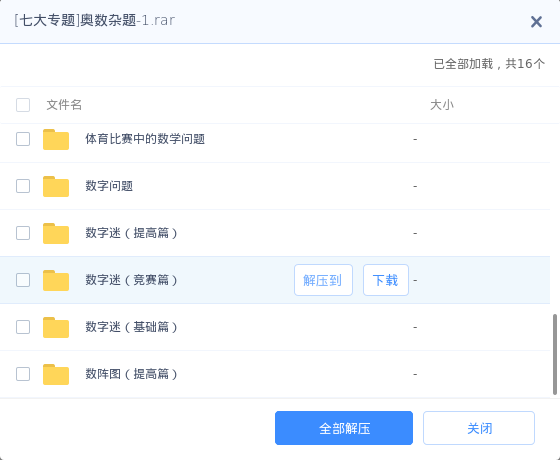 [七大专题]奥数杂题-1.rar
已全部加载，共16个
文件名 大小
体育比赛中的数学问题 -
数字问题 -
数字迷（提高篇） -
数字迷（竞赛篇） 解压到 下载 -
数字迷（基础篇） -
数阵图（提高篇） -
全部解压 关闭